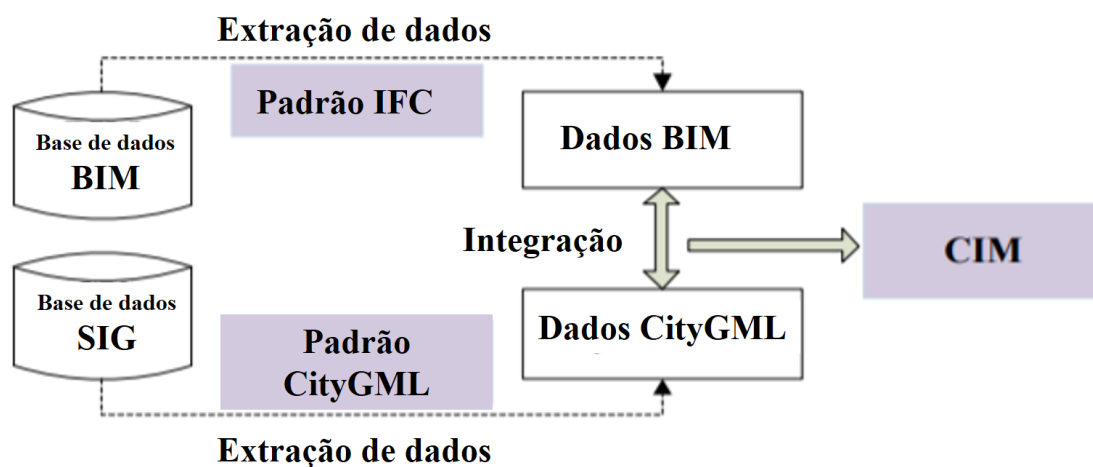 Extração de dados
Padrão IFC
Base de dados
BIM
Dados BIM
Integração
CIM
Base de dados
SIG
Padrão
CityGML
Dados CityGML
Extração de dados